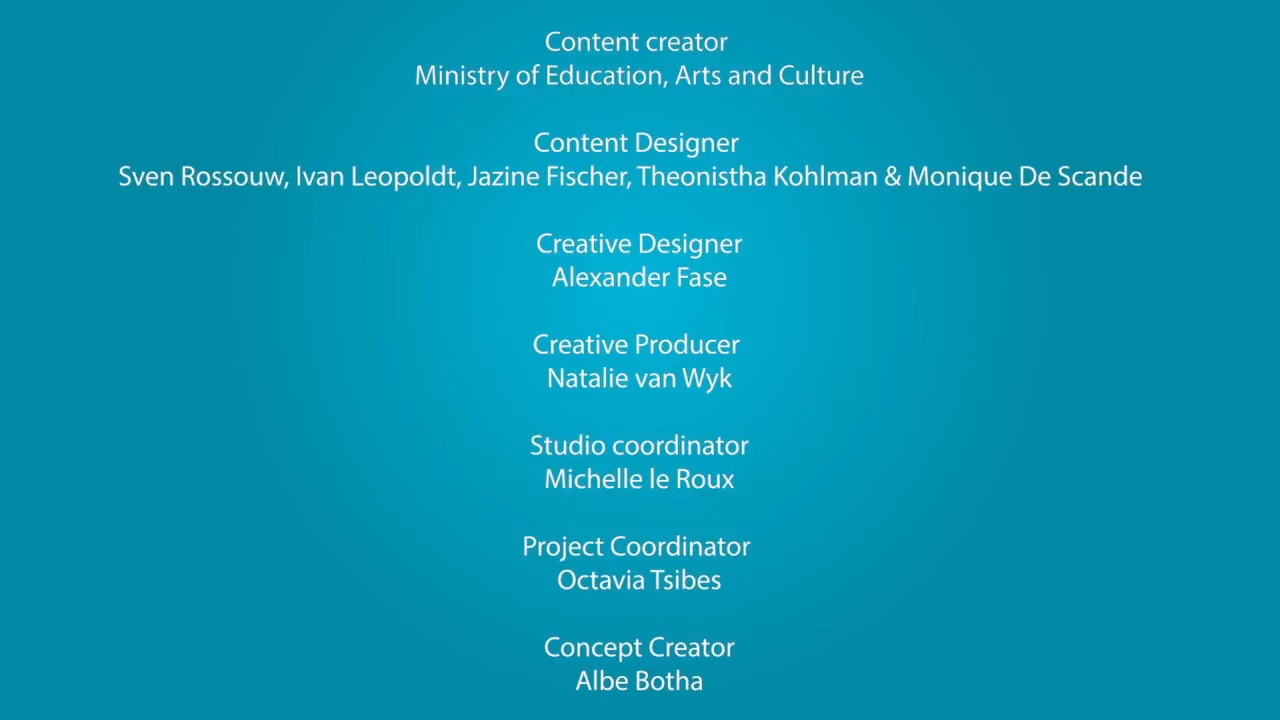 Content creator
Ministry of Education, Arts and Culture
Content Designer
Sven Rossouw, Ivan Leopoldt, Jazine Fischer, Theonistha Kohlman & Monique De Scande
Creative Designer
Alexander Fase
Creative Producer
Natalie van Wyk
Studio coordinator
Michelle le Roux
Project Coordinator
Octavia Tsibes
Concept Creator
Albe Botha